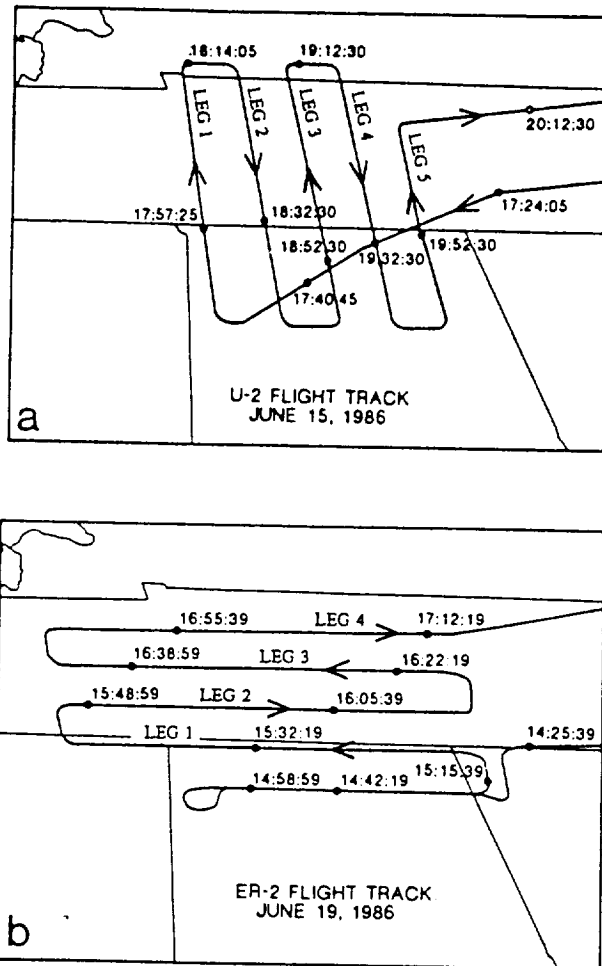 18:14:05
19:12:30
LEG 1
LEG 2
LEG 3
LEG 4
LEG 5
20:12:30
17:24:05
17:57:25
18:32:30
18:52:30
19:32:30
19:52:30
17:40:45
U-2 FLIGHT TRACK
JUNE 15, 1986
a
16:55:39
LEG 4
17:12:19
16:38:59
LEG 3
16:22:19
15:48:59
LEG 2
16:05:39
LEG 1
15:32:19
14:25:39
15:15:39
14:58:59
14:42:19
ER-2 FLIGHT TRACK
JUNE 19, 1986
b